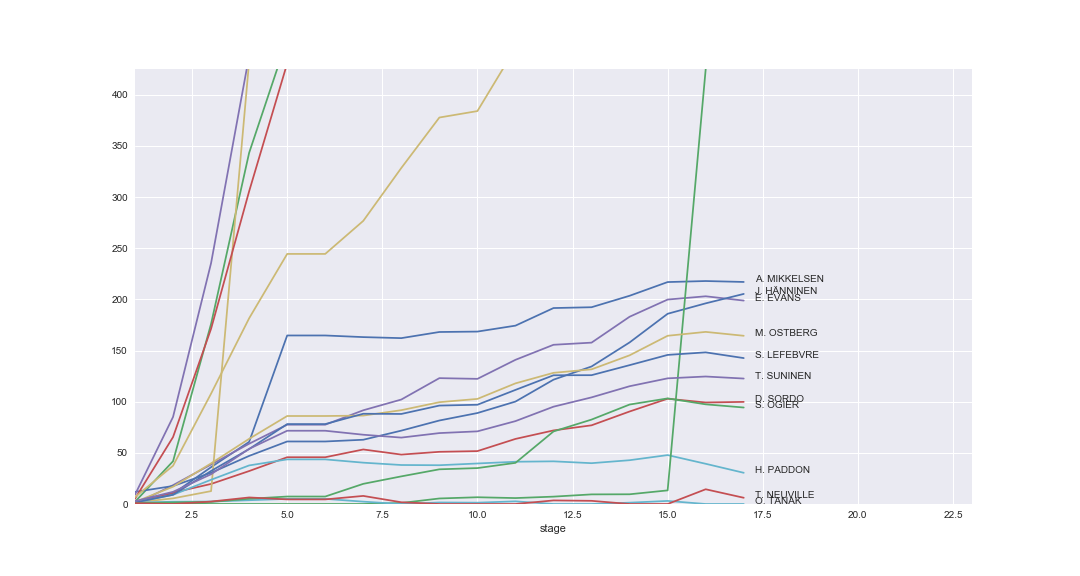 400
350
300
250
200
150
100
50
0
A. MIKKELSEN
J. HÄNNINEN
E. EVANS
M. OSTBERG
S. LEFEBVRE
T. SUNINEN
D. SORDO
S. OGIER
H. PADDON
T. NEUVILLE
O. TANAK
2.5 5.0 7.5 10.0 12.5 15.0 17.5 20.0 22.5
stage